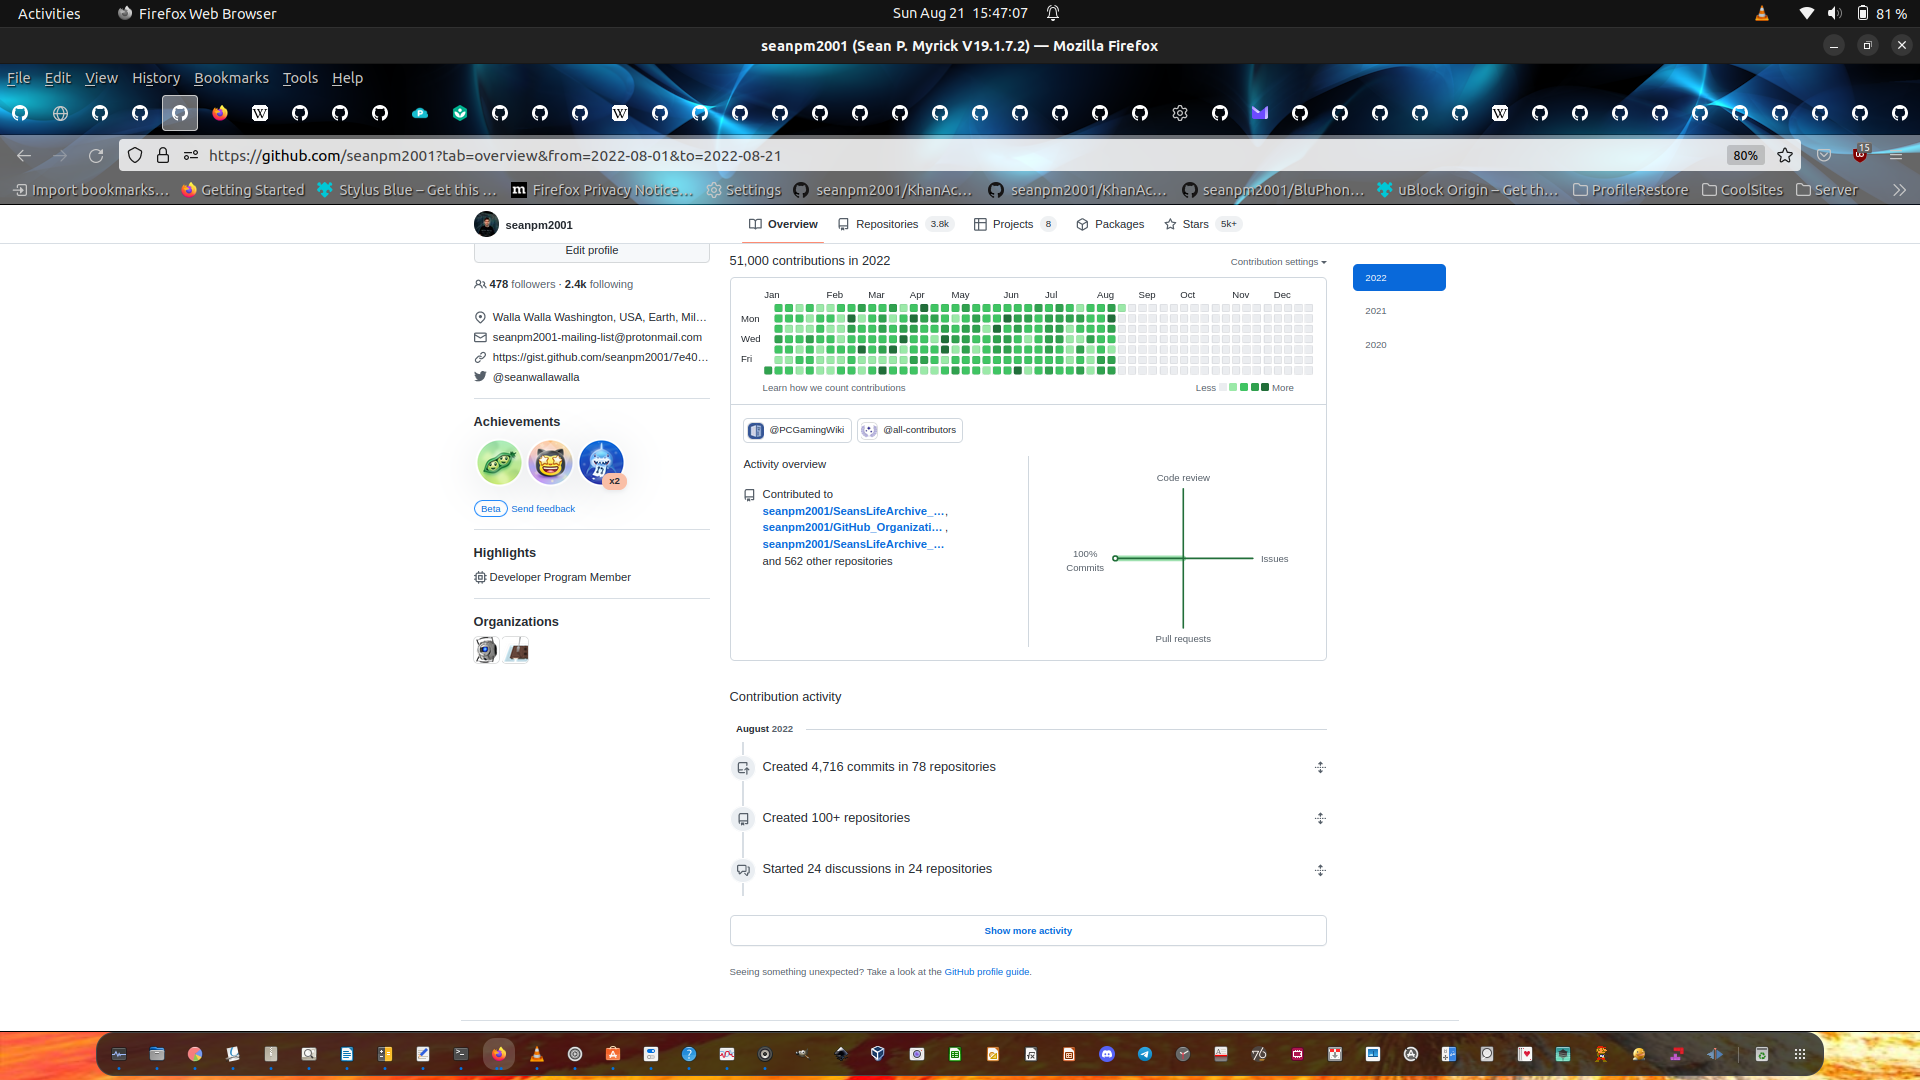 Activities Firefox Web Browser Sun Aug 21 15:47:07 81 %
seanpm2001 (Sean P. Myrick V19.1.7.2) — Mozilla Firefox
File Edit View History Bookmarks Tools Help
https://github.com/seanpm2001?tab=overview&from=2022-08-01&to=2022-08-21 80% 15
Import bookmarks… Getting Started Stylus Blue – Get this … Firefox Privacy Notice… Settings seanpm2001/KhanAc… seanpm2001/KhanAc… seanpm2001/BluPhon… uBlock Origin – Get th… ProfileRestore CoolSites Server
seanpm2001 Overview Repositories 3.8k Projects 8 Packages Stars 5k+
Edit profile
478 followers · 2.4k following
Walla Walla Washington, USA, Earth, Mil…
seanpm2001-mailing-list@protonmail.com
https://gist.github.com/seanpm2001/7e40…
@seanwallawalla
Achievements
x2
Beta Send feedback
Highlights
Developer Program Member
Organizations
51,000 contributions in 2022
Contribution settings
2022
2021
2020
Jan Feb Mar Apr May Jun Jul Aug Sep Oct Nov Dec
Mon
Wed
Fri
Learn how we count contributions Less More
@PCGamingWiki @all-contributors
Activity overview
Contributed to
seanpm2001/SeansLifeArchive_…,
seanpm2001/GitHub_Organizati… ,
seanpm2001/SeansLifeArchive_…
and 562 other repositories
Code review
100%
Commits
Issues
Pull requests
Contribution activity
August 2022
Created 4,716 commits in 78 repositories
Created 100+ repositories
Started 24 discussions in 24 repositories
Show more activity
Seeing something unexpected? Take a look at the GitHub profile guide.